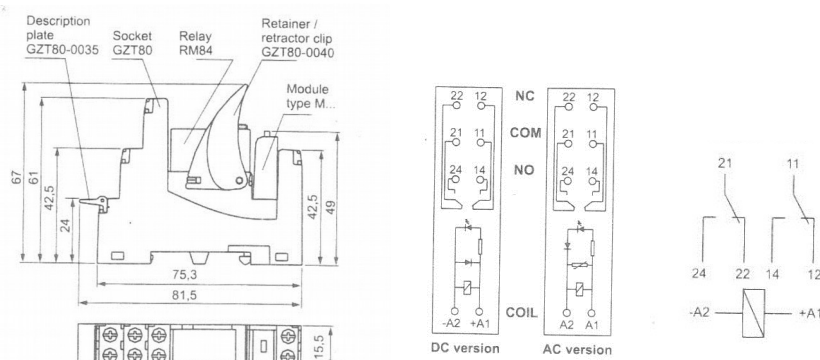 Description
plate
GZT80-0035
Socket
GZT80
Relay
RM84
Retainer /
retractor clip
GZT80-0040
Module
type M...
67
61
42,5
24
42,5
49
75,3
81,5
15,5
22 12
NC
22 12
21 11
COM
21 11
24 14
NO
24 14
COIL
-A2 +A1
A2 A1
DC version
AC version
21 11
24 22 14 12
-A2 +A1